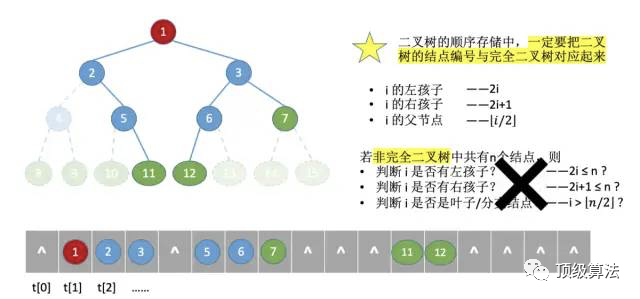 1
二叉树的顺序存储中，一定要把二叉
树的结点编号与完全二叉树对应起来
2
3
• i 的左孩子 ——2i
• i 的右孩子 ——2i+1
• i 的父节点 ——⌊i/2⌋
4
5
6
7
若非完全二叉树中共有n个结点，则
• 判断 i 是否有左孩子？ ——2i ≤ n ?
• 判断 i 是否有右孩子？ ——2i+1 ≤ n ?
• 判断 i 是否是叶子/分支结点 ——i > ⌊n/2⌋ ?
8 9 10 11 12 13 14 15
^ 1 2 3 ^ 5 6 7 ^ ^ ^ 11 12 ^ ^ ^
t[0] t[1] t[2] ……
顶级算法